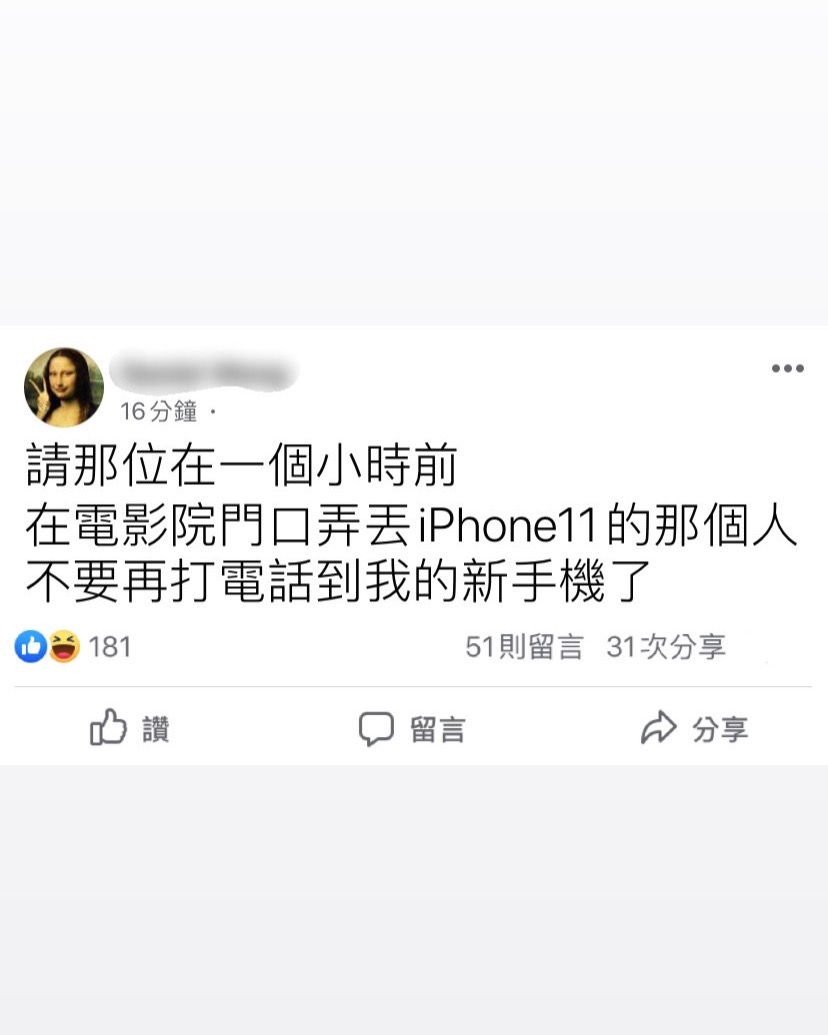 16分鐘 ·
請那位在一個小時前
在電影院門口弄丟iPhone11的那個人
不要再打電話到我的新手機了
181 51則留言 31次分享
讚 留言 分享